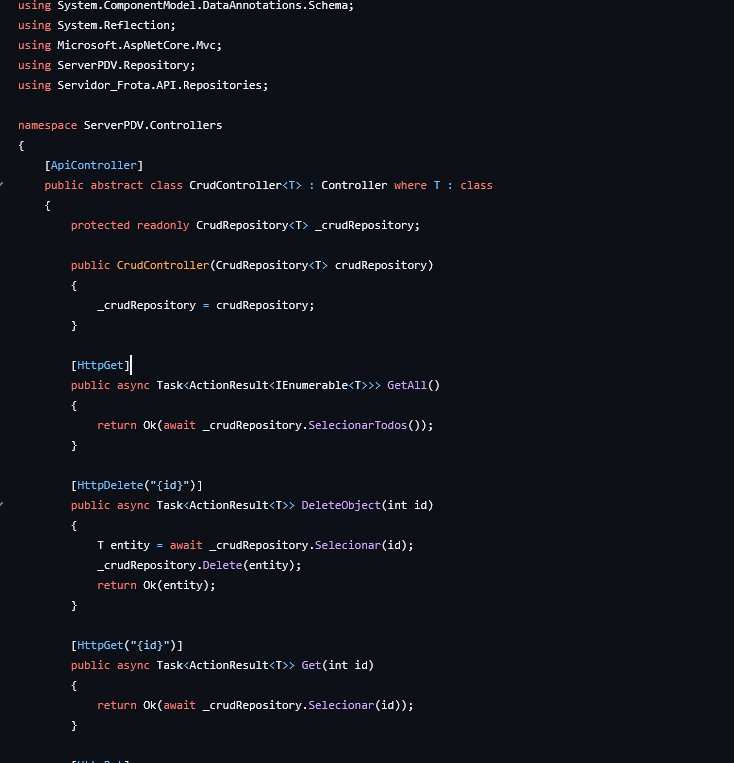 using System.ComponentModel.DataAnnotations.Schema;
using System.Reflection;
using Microsoft.AspNetCore.Mvc;
using ServerPDV.Repository;
using Servidor_Frota.API.Repositories;

namespace ServerPDV.Controllers
{
    [ApiController]
    public abstract class CrudController<T> : Controller where T : class
    {
        protected readonly CrudRepository<T> _crudRepository;

        public CrudController(CrudRepository<T> crudRepository)
        {
            _crudRepository = crudRepository;
        }

        [HttpGet]
        public async Task<ActionResult<IEnumerable<T>>> GetAll()
        {
            return Ok(await _crudRepository.SelecionarTodos());
        }

        [HttpDelete("{id}")]
        public async Task<ActionResult<T>> DeleteObject(int id)
        {
            T entity = await _crudRepository.Selecionar(id);
            _crudRepository.Delete(entity);
            return Ok(entity);
        }

        [HttpGet("{id}")]
        public async Task<ActionResult<T>> Get(int id)
        {
            return Ok(await _crudRepository.Selecionar(id));
        }